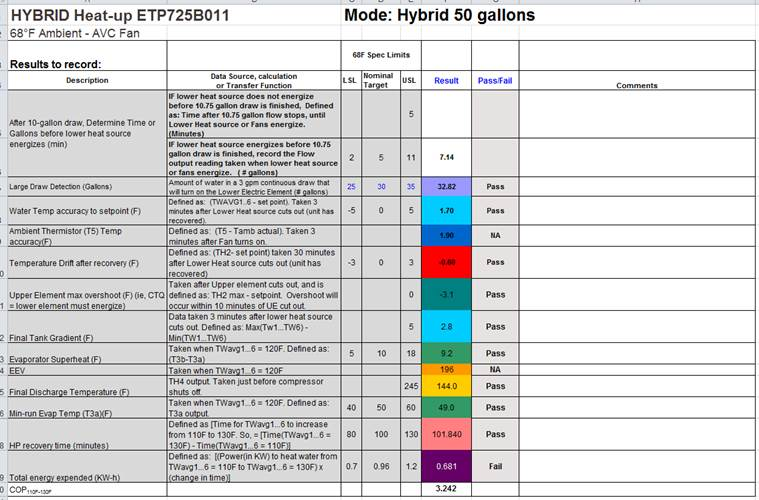 HYBRID Heat-up ETP725B011 Mode: Hybrid 50 gallons
68°F Ambient - AVC Fan
Results to record: 68F Spec Limits
Description Data Source, calculation or Transfer Function LSL Nominal Target USL Result Pass/Fail Comments
After 10-gallon draw, Determine Time or Gallons before lower heat source energizes (min)
IF lower heat source does not energize
before 10.75 gallon draw is finished, Defined
as: Time after 10.75 gallon flow stops, until
Lower Heat source or Fans energize.
(Minutes)
5
IF lower heat source energizes before 10.75
gallon draw is finished, record the Flow
output reading taken when lower heat source
or fans energize. ( # gallons)
2 5 11 7.14
Large Draw Detection (Gallons)
Amount of water in a 3 gpm continuous draw that
will turn on the Lower Electric Element (# gallons)
25 30 35 32.82 Pass
Water Temp accuracy to setpoint (F)
Defined as: (TWAVG1..6 - set point). Taken 3
minutes after Lower Heat source cuts out (unit has
recovered).
-5 0 5 1.70 Pass
Ambient Thermistor (T5) Temp
accuracy(F)
Defined as: (T5 - Tamb actual). Taken 3
minutes after Fan turns on.
1.90 NA
Temperature Drift after recovery (F)
Defined as: (TH2- set point) taken 30 minutes
after Lower Heat source cuts out (unit has
recovered)
-3 0 3 -0.60 Pass
Upper Element max overshoot (F) (ie, CTQ
= lower element must energize)
Taken after Upper element cuts out, and is
defined as: TH2 max - setpoint. Overshoot will
occur within 10 minutes of UE cut out.
0 -3.1 Pass
Final Tank Gradient (F)
Data taken 3 minutes after lower heat source
cuts out. Defined as: Max(Tw1...TW6) -
Min(TW1...TW6)
5 2.8 Pass
Evaporator Superheat (F)
Taken when TWavg1...6 = 120F. Defined as:
(T3b-T3a)
5 10 18 9.2 Pass
EEV Taken when TWavg1...6 = 120F 196 NA
Final Discharge Temperature (F)
TH4 output. Taken just before compressor
shuts off.
245 144.0 Pass
Min-run Evap Temp (T3a)(F)
Taken when TWavg1...6 = 120F. Defined as:
T3a output.
40 50 60 49.0 Pass
HP recovery time (minutes)
Defined as [Time for TWavg1...6 to increase
from 110F to 130F. So, = [Time(TWavg1...6 =
130F) - Time(TWavg1...6 = 110F)]
80 100 130 101.840 Pass
Total energy expended (KW-h)
Defined as: [(Power(in KW) to heat water from
TWavg1...6 = 110F to TWavg1...6 = 130F) x
(change in time)]
0.7 0.96 1.2 0.681 Fail
COP110F-130F 3.242